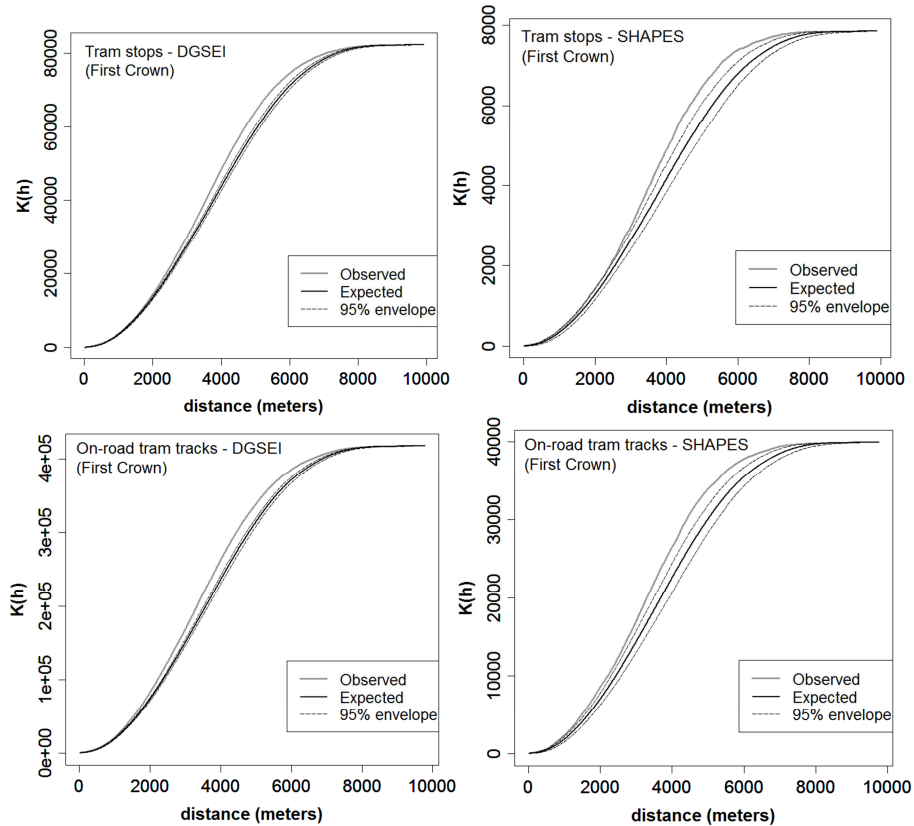 Tram stops - DGSEI
(First Crown)
K(h)
80000
60000
40000
20000
0
Observed
Expected
95% envelope
0 2000 4000 6000 8000 10000
distance (meters)
Tram stops - SHAPES
(First Crown)
K(h)
8000
6000
4000
2000
0
Observed
Expected
95% envelope
0 2000 4000 6000 8000 10000
distance (meters)
On-road tram tracks - DGSEI
(First Crown)
K(h)
4e+05
3e+05
2e+05
1e+05
0e+00
Observed
Expected
95% envelope
0 2000 4000 6000 8000 10000
distance (meters)
On-road tram tracks - SHAPES
(First Crown)
K(h)
40000
30000
20000
10000
0
Observed
Expected
95% envelope
0 2000 4000 6000 8000 10000
distance (meters)